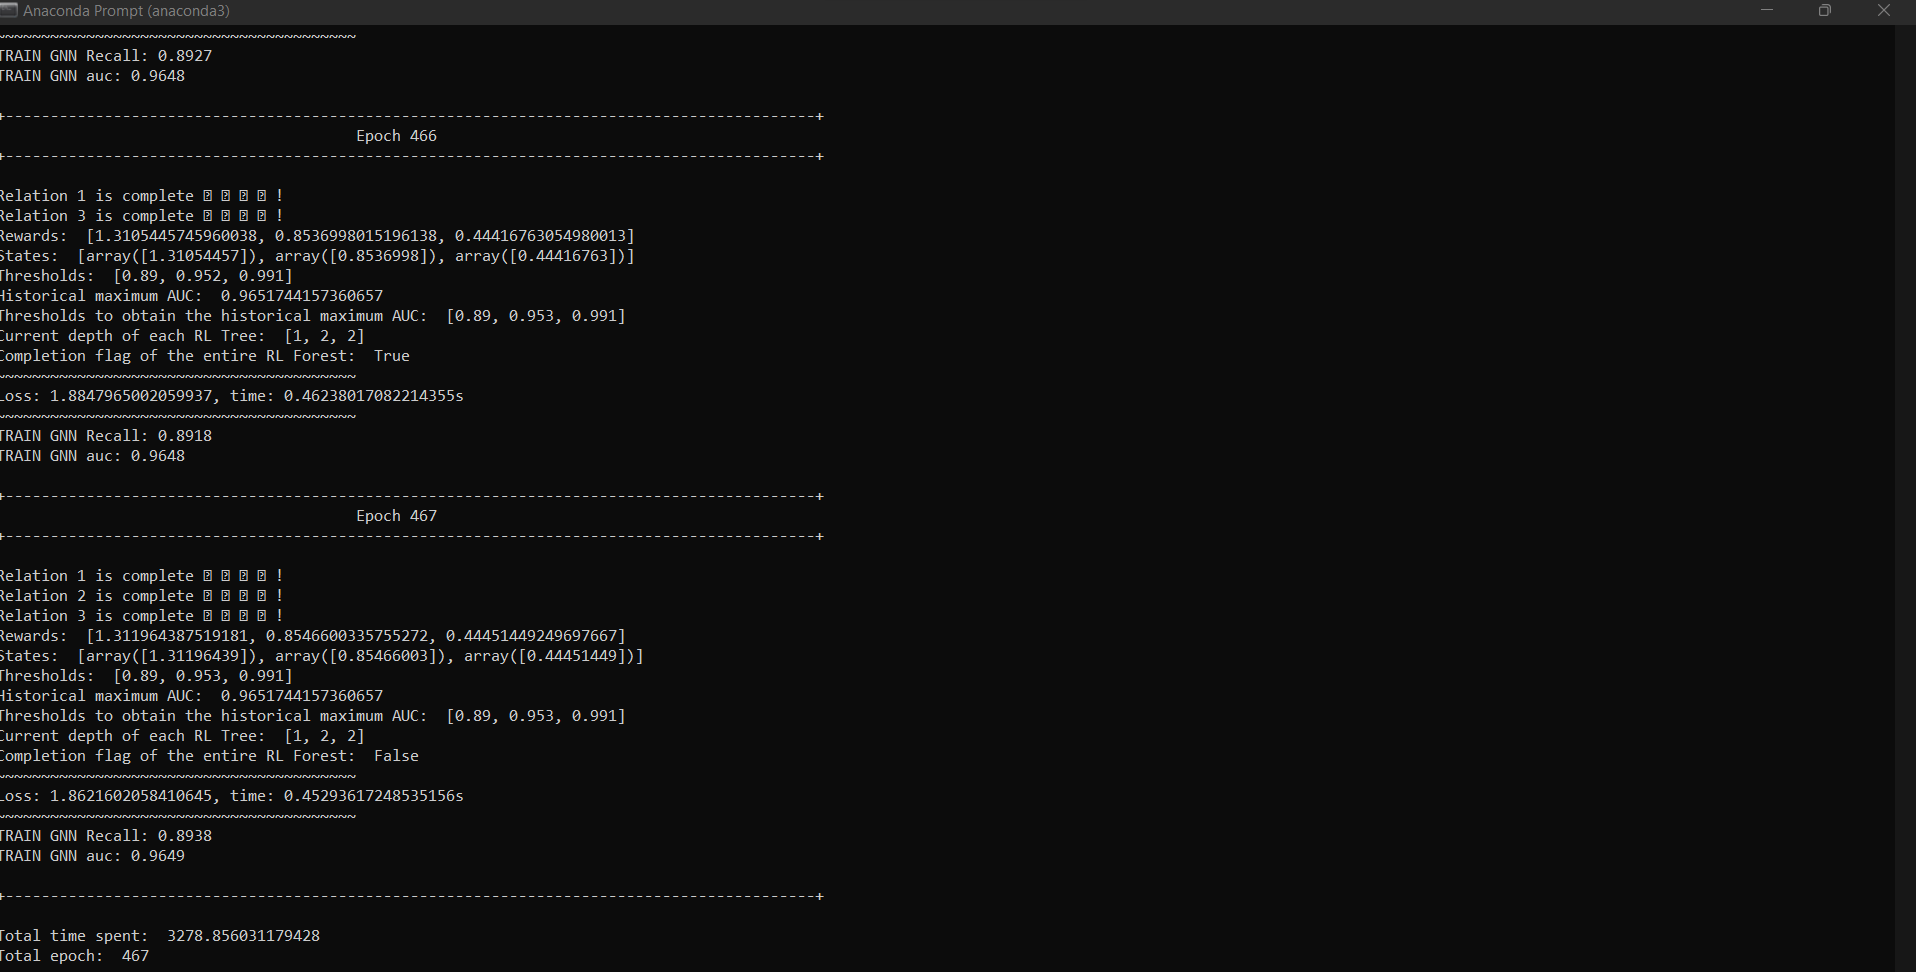 Anaconda Prompt (anaconda3)
~~~~~~~~~~~~~~~~~~~~~~~~~~~~~~~~~~~~~~~~
TRAIN GNN Recall: 0.8927
TRAIN GNN auc: 0.9648
+------------------------------------------------------------------------------------------+
Epoch 466
+------------------------------------------------------------------------------------------+
Relation 1 is complete ⍰ ⍰ ⍰ ⍰ !
Relation 3 is complete ⍰ ⍰ ⍰ ⍰ !
Rewards:  [1.3105445745960038, 0.8536998015196138, 0.44416763054980013]
States:  [array([1.31054457]), array([0.8536998]), array([0.44416763])]
Thresholds:  [0.89, 0.952, 0.991]
Historical maximum AUC:  0.9651744157360657
Thresholds to obtain the historical maximum AUC:  [0.89, 0.953, 0.991]
Current depth of each RL Tree:  [1, 2, 2]
Completion flag of the entire RL Forest:  True
~~~~~~~~~~~~~~~~~~~~~~~~~~~~~~~~~~~~~~~~
Loss: 1.8847965002059937, time: 0.46238017082214355s
~~~~~~~~~~~~~~~~~~~~~~~~~~~~~~~~~~~~~~~~
TRAIN GNN Recall: 0.8918
TRAIN GNN auc: 0.9648
+------------------------------------------------------------------------------------------+
Epoch 467
+------------------------------------------------------------------------------------------+
Relation 1 is complete ⍰ ⍰ ⍰ ⍰ !
Relation 2 is complete ⍰ ⍰ ⍰ ⍰ !
Relation 3 is complete ⍰ ⍰ ⍰ ⍰ !
Rewards:  [1.311964387519181, 0.8546600335755272, 0.44451449249697667]
States:  [array([1.31196439]), array([0.85466003]), array([0.44451449])]
Thresholds:  [0.89, 0.953, 0.991]
Historical maximum AUC:  0.9651744157360657
Thresholds to obtain the historical maximum AUC:  [0.89, 0.953, 0.991]
Current depth of each RL Tree:  [1, 2, 2]
Completion flag of the entire RL Forest:  False
~~~~~~~~~~~~~~~~~~~~~~~~~~~~~~~~~~~~~~~~
Loss: 1.8621602058410645, time: 0.45293617248535156s
~~~~~~~~~~~~~~~~~~~~~~~~~~~~~~~~~~~~~~~~
TRAIN GNN Recall: 0.8938
TRAIN GNN auc: 0.9649
+------------------------------------------------------------------------------------------+
Total time spent:  3278.856031179428
Total epoch:  467